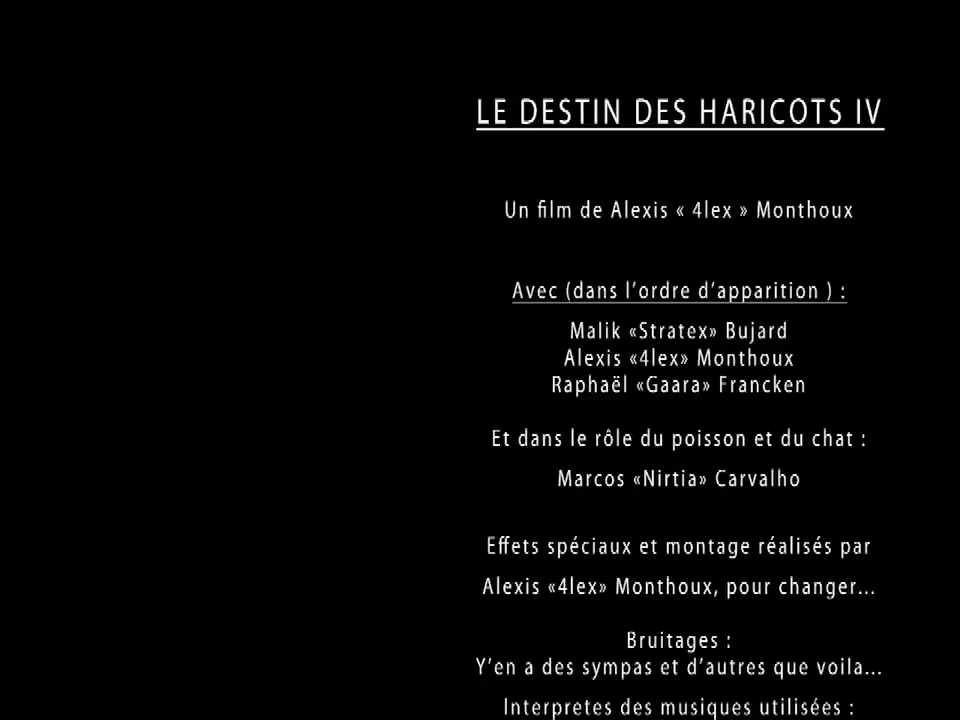 LE DESTIN DES HARICOTS IV
Un film de Alexis « 4lex » Monthoux
Avec (dans l’ordre d’apparition ) :
Malik «Stratex» Bujard
Alexis «4lex» Monthoux
Raphaël «Gaara» Francken
Et dans le rôle du poisson et du chat :
Marcos «Nirtia» Carvalho
Effets spéciaux et montage réalisés par
Alexis «4lex» Monthoux, pour changer...
Bruitages :
Y’en a des sympas et d’autres que voila...
Interpretes des musiques utilisées :